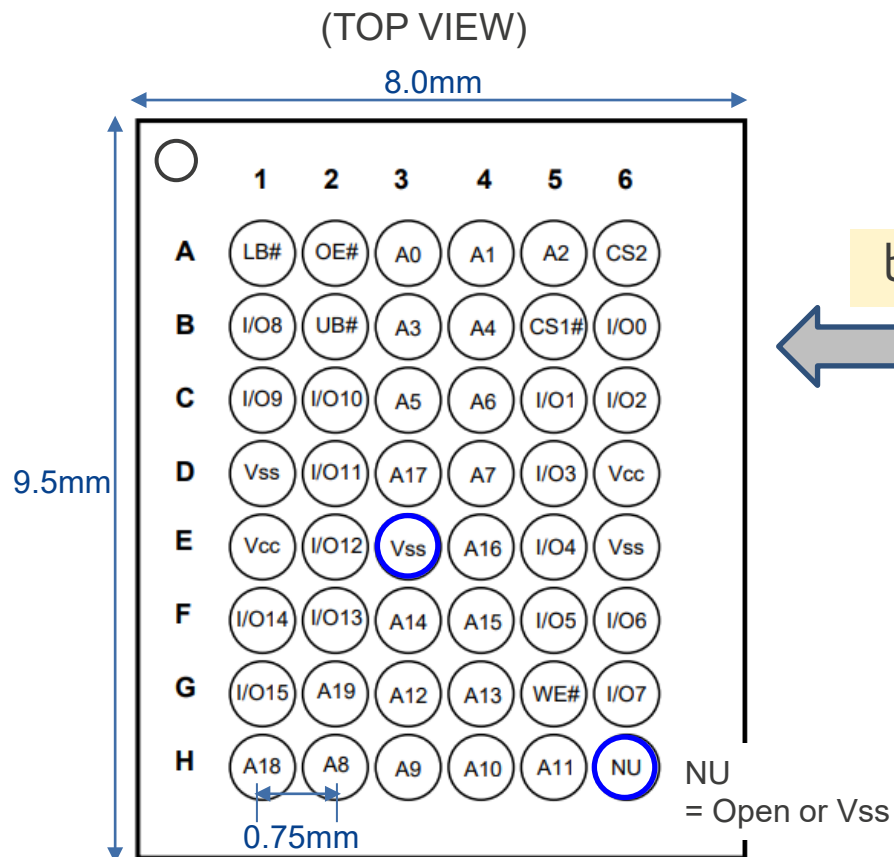 (TOP VIEW)
8.0mm
1 2 3 4 5 6
A LB# OE# A0 A1 A2 CS2
B I/O8 UB# A3 A4 CS1# I/O0
C I/O9 I/O10 A5 A6 I/O1 I/O2
D Vss I/O11 A17 A7 I/O3 Vcc
9.5mm
E Vcc I/O12 Vss A16 I/O4 Vss
F I/O14 I/O13 A14 A15 I/O5 I/O6
G I/O15 A19 A12 A13 WE# I/O7
H A18 A8 A9 A10 A11 NU
NU
= Open or Vss
0.75mm